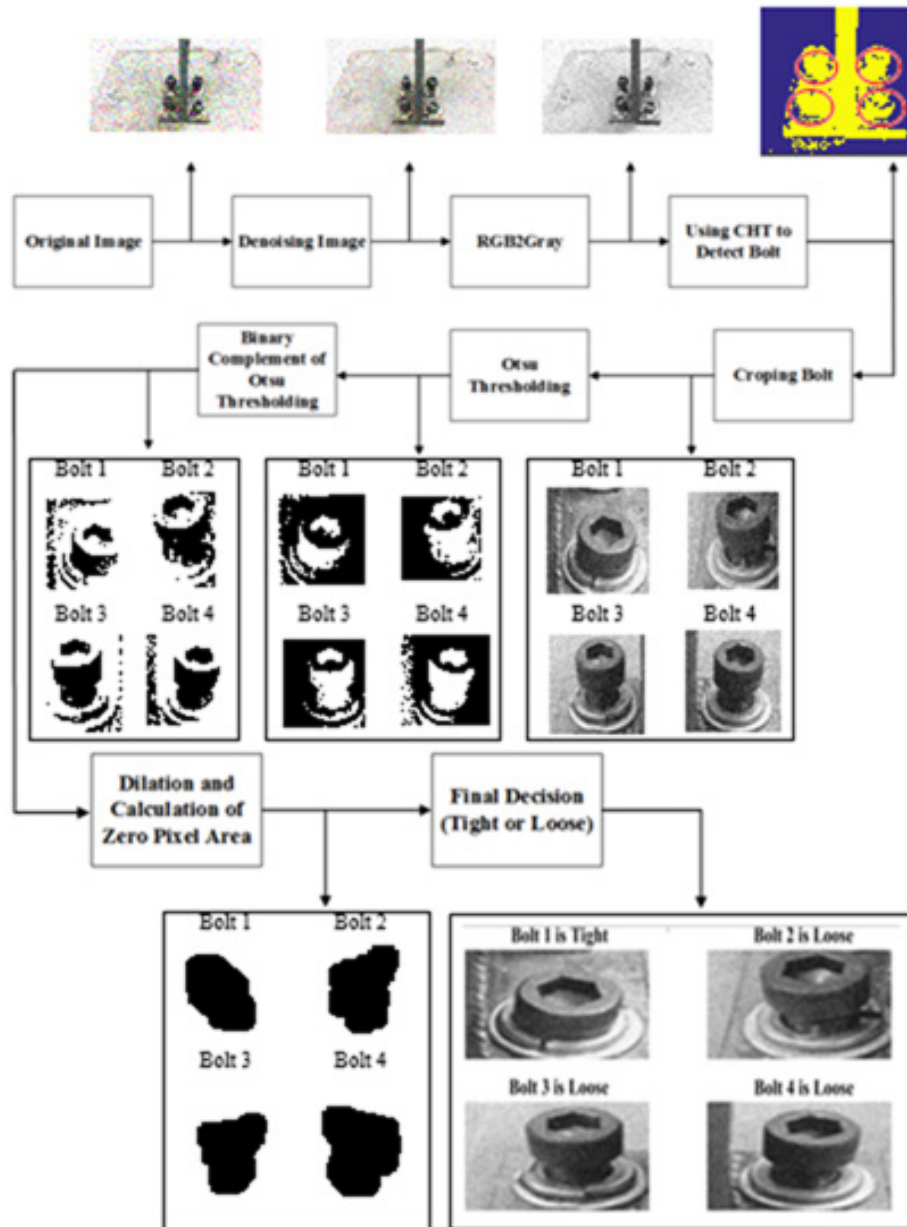 Original Image
Denoising Image
RGB2Gray
Using CHT to
Detect Bolt
Binary
Complement of
Otsu
Thresholding
Otsu
Thresholding
Croping Bolt
Bolt 1
Bolt 2
Bolt 3
Bolt 4
Bolt 1
Bolt 2
Bolt 3
Bolt 4
Bolt 1
Bolt 2
Bolt 3
Bolt 4
Dilation and
Calculation of
Zero Pixel Area
Final Decision
(Tight or Loose)
Bolt 1
Bolt 2
Bolt 3
Bolt 4
Bolt 1 is Tight
Bolt 2 is Loose
Bolt 3 is Loose
Bolt 4 is Loose